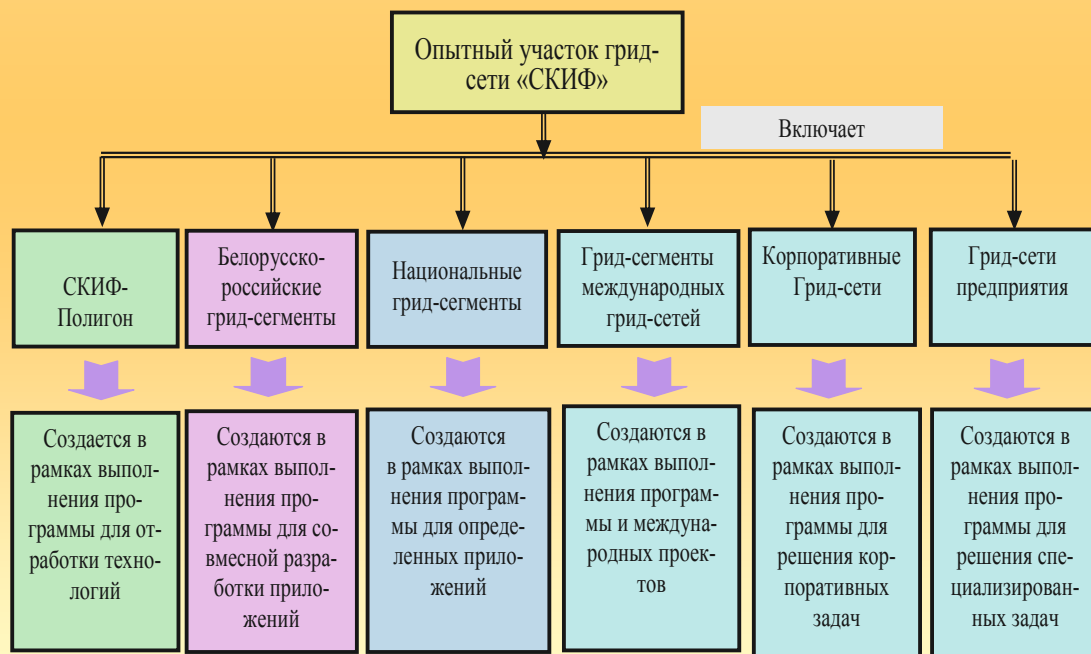 Опытный участок грид-
сети «СКИФ»
Включает
СКИФ-
Полигон
Белорусско-
российские
грид-сегменты
Национальные
грид-сегменты
Грид-сегменты
международных
грид-сетей
Корпоративные
Грид-сети
Грид-сети
предприятия
Создается в
рамках выпол-
нения про-
граммы для от-
работки техно-
логий
Создаются в
рамках выпол-
нения про-
граммы для со-
вмесной разра-
ботки прило-
жений
Создаются
в рамках выпол-
нения програм-
мы для опреде-
ленных прило-
жений
Создаются в
рамках выпол-
нения програм-
мы и междуна-
родных проек-
тов
Создаются в
рамках выпол-
нения про-
граммы для
решения кор-
поративных
задач
Создаются в
рамках выпол-
нения про-
граммы для
решения спе-
циализирован-
ных задач